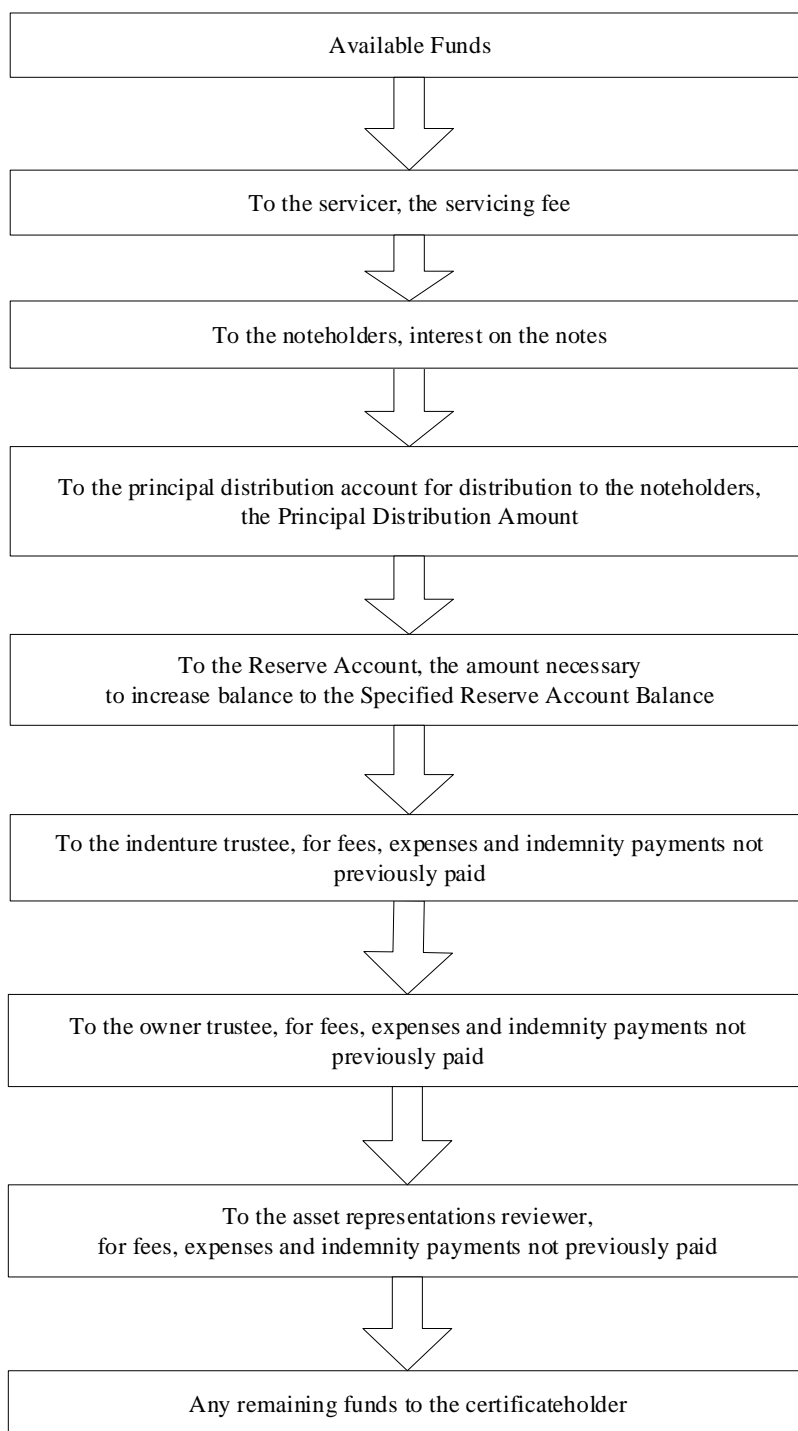 Available Funds
To the servicer, the servicing fee
To the noteholders, interest on the notes
To the principal distribution account for distribution to the noteholders,
the Principal Distribution Amount
To the Reserve Account, the amount necessary
to increase balance to the Specified Reserve Account Balance
To the indenture trustee, for fees, expenses and indemnity payments not
previously paid
To the owner trustee, for fees, expenses and indemnity payments not
previously paid
To the asset representations reviewer,
for fees, expenses and indemnity payments not previously paid
Any remaining funds to the certificateholder